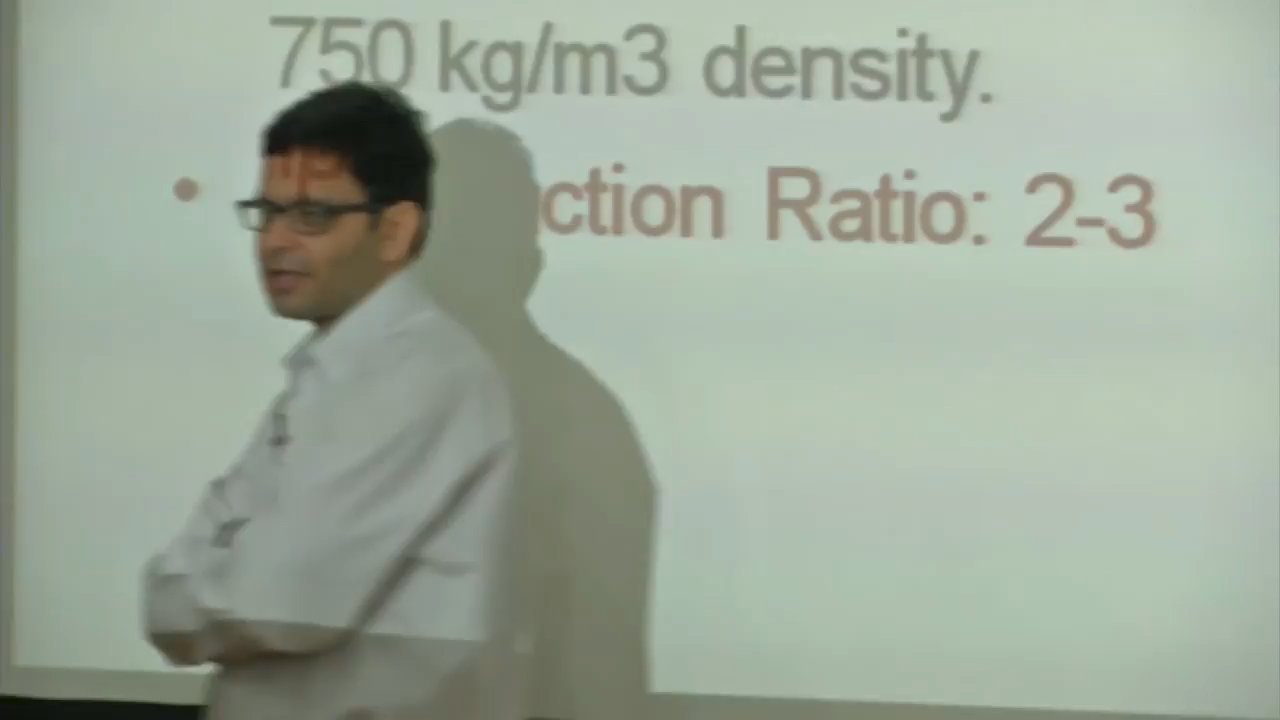 750 kg/m3 density.
• ction Ratio: 2-3